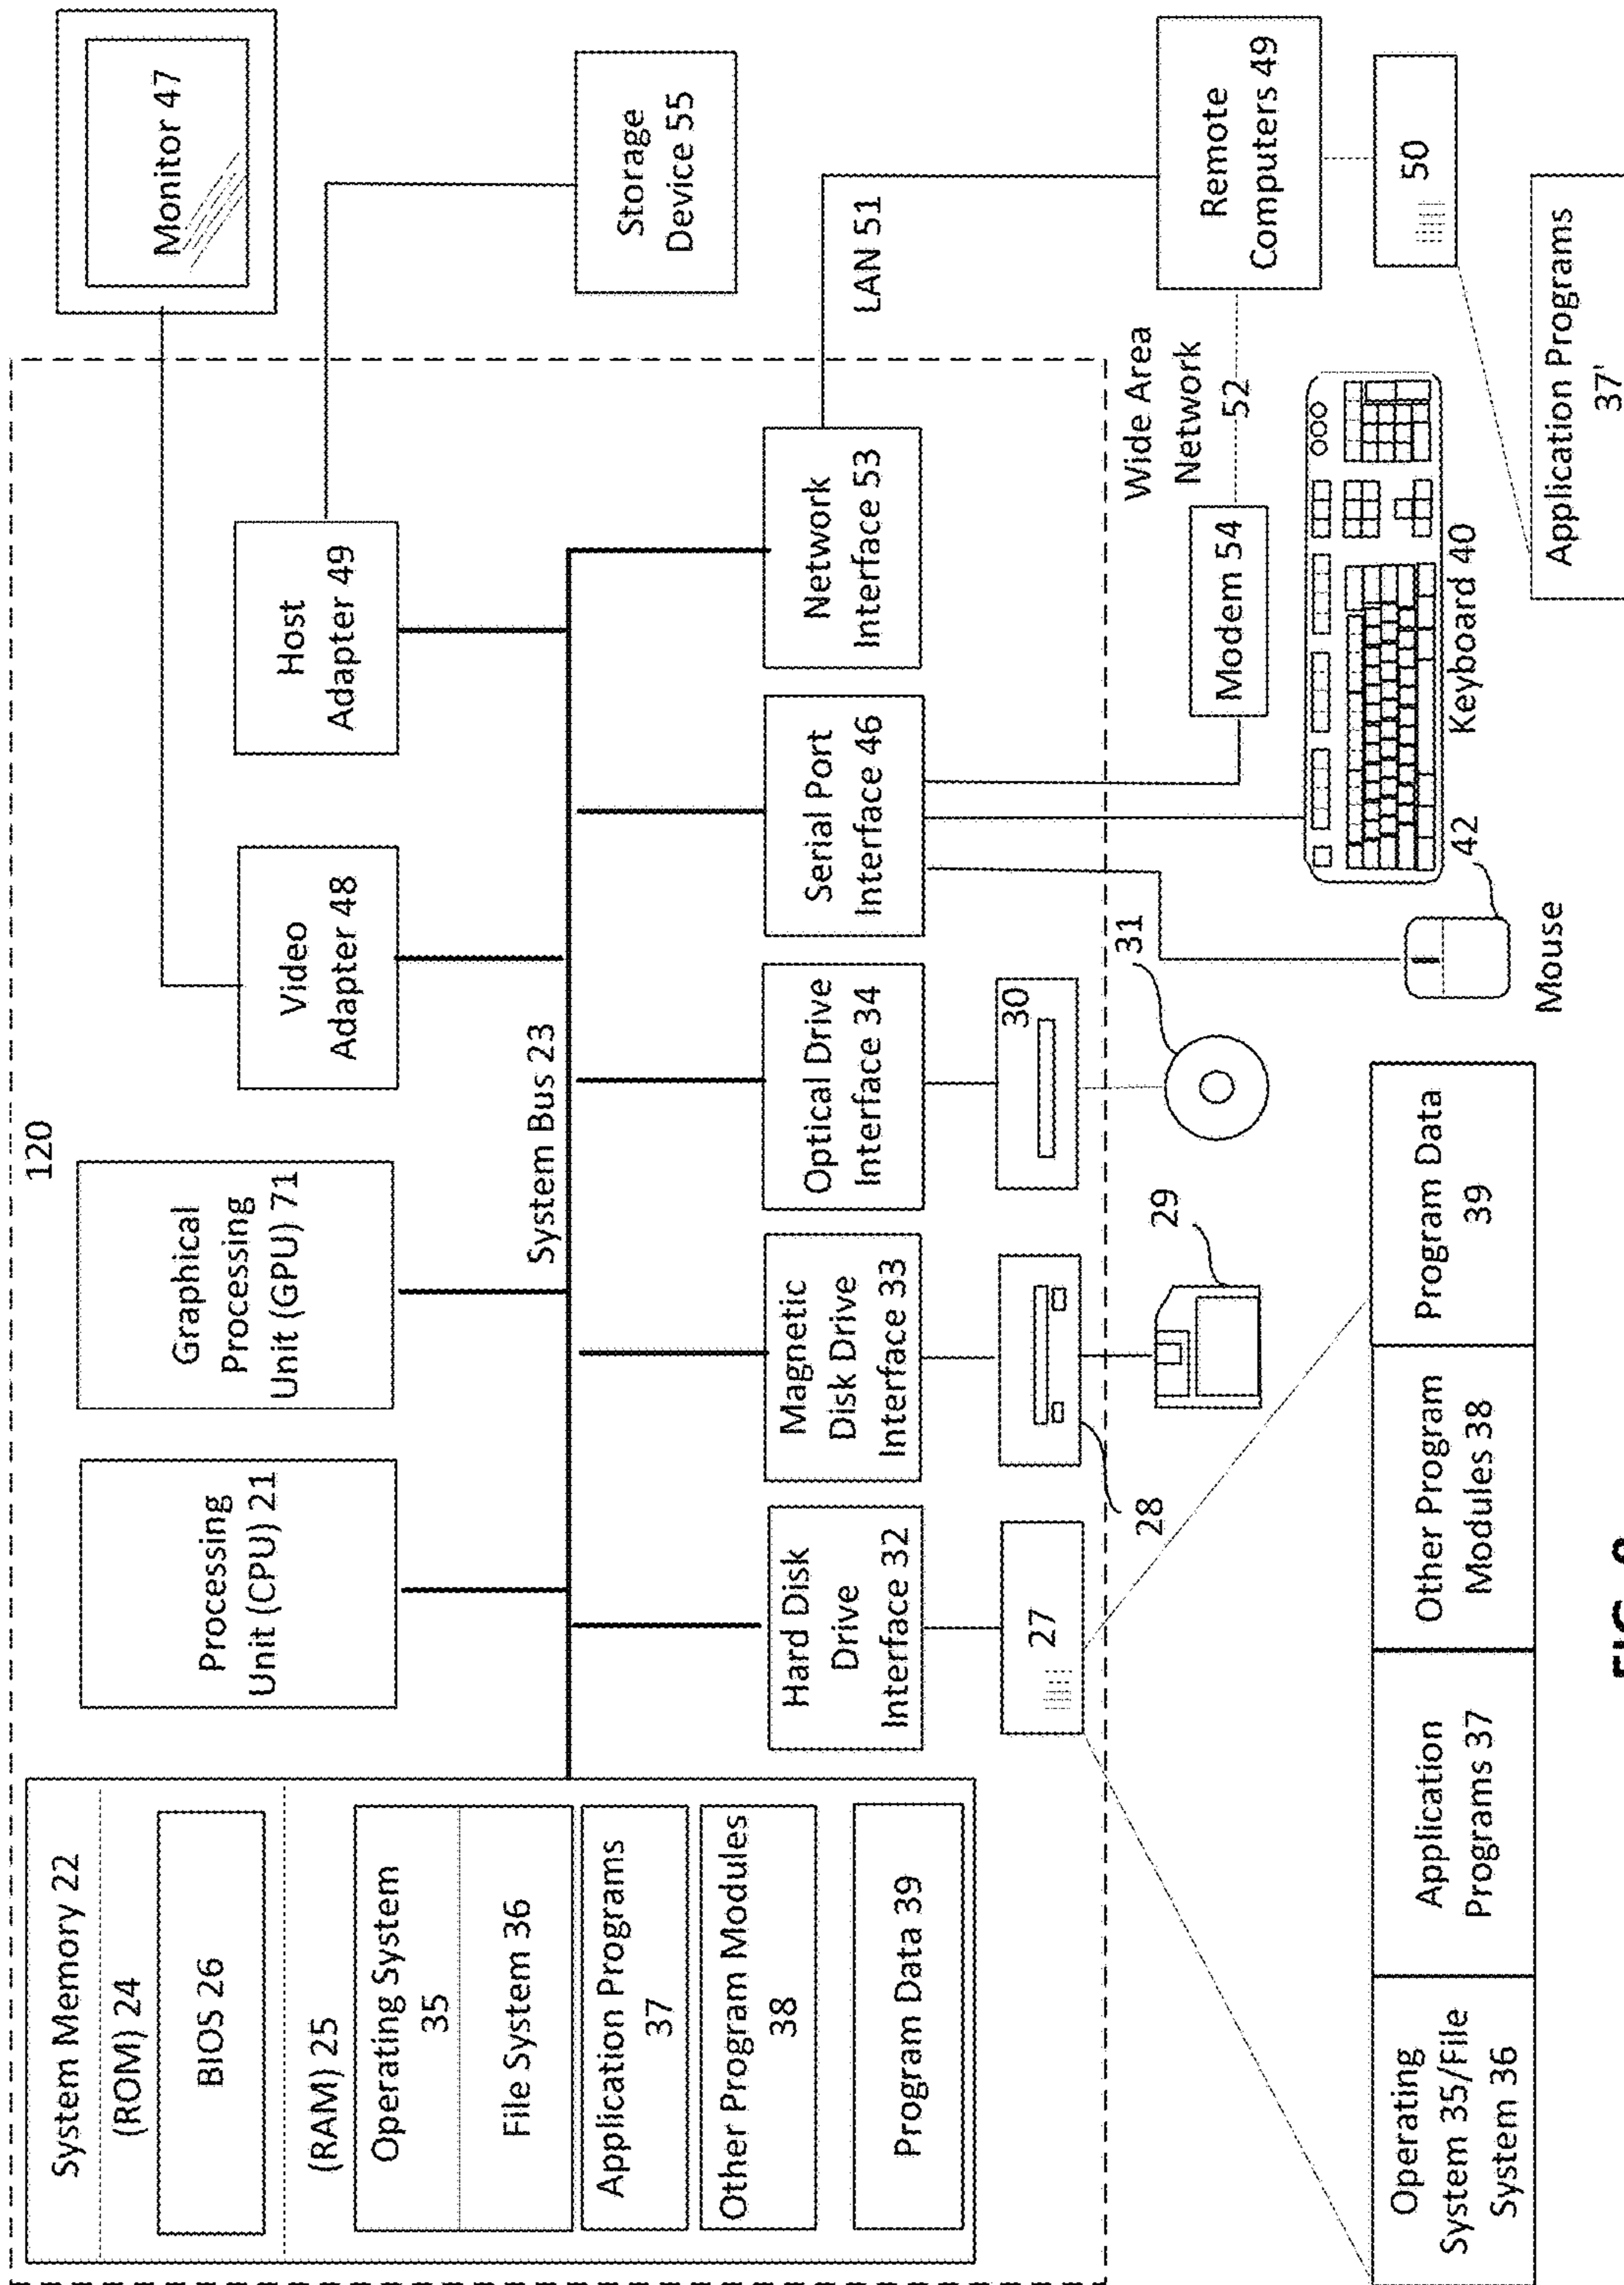 120
System Memory 22
(ROM) 24
BIOS 26
(RAM) 25
Operating System
35
File System 36
Application Programs
37
Other Program Modules
38
Program Data 39
Processing
Unit (CPU) 21
Graphical
Processing
Unit (GPU) 71
Video
Adapter 48
Host
Adapter 49
Monitor 47
System Bus 23
Storage
Device 55
Hard Disk
Drive
Interface 32
Magnetic
Disk Drive
Interface 33
Optical Drive
Interface 34
Serial Port
Interface 46
Network
Interface 53
LAN 51
27
28
29
30
31
Wide Area
Network
52
Modem 54
Remote
Computers 49
50
Keyboard 40
42
Mouse
Operating
System 35/File
System 36
Application
Programs 37
Other Program
Modules 38
Program Data
39
Application Programs
37'